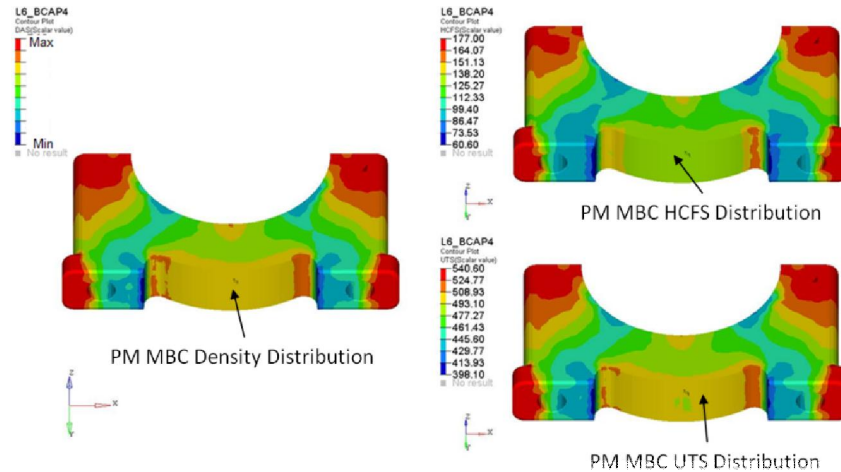 L6_BCAP4
Contour Plot
DAS(Scalar value)
Max
Min
No result
PM MBC Density Distribution
Z
X
Y
L6_BCAP4
Contour Plot
HCFS(Scalar value)
177.00
164.07
151.13
138.20
125.27
112.33
99.40
86.47
73.53
60.60
No result
PM MBC HCFS Distribution
Z
X
Y
L6_BCAP4
Contour Plot
UTS(Scalar value)
540.60
524.77
508.93
493.10
477.27
461.43
445.60
429.77
413.93
398.10
No result
PM MBC UTS Distribution
Z
X
Y